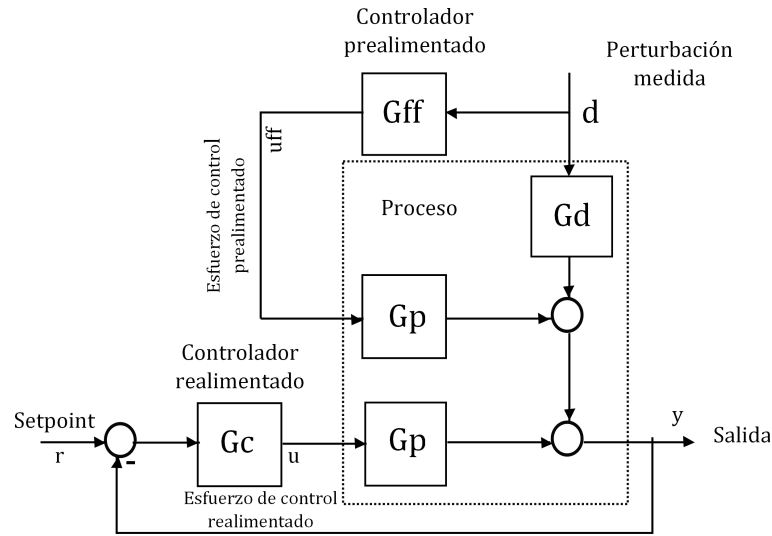 Controlador
prealimentado
Perturbación
medida
Gff
d
uff
Esfuerzo de control
prealimentado
Proceso
Gd
Gp
Controlador
realimentado
Setpoint
r
-
Gc
u
Gp
y
Salida
Esfuerzo de control
realimentado